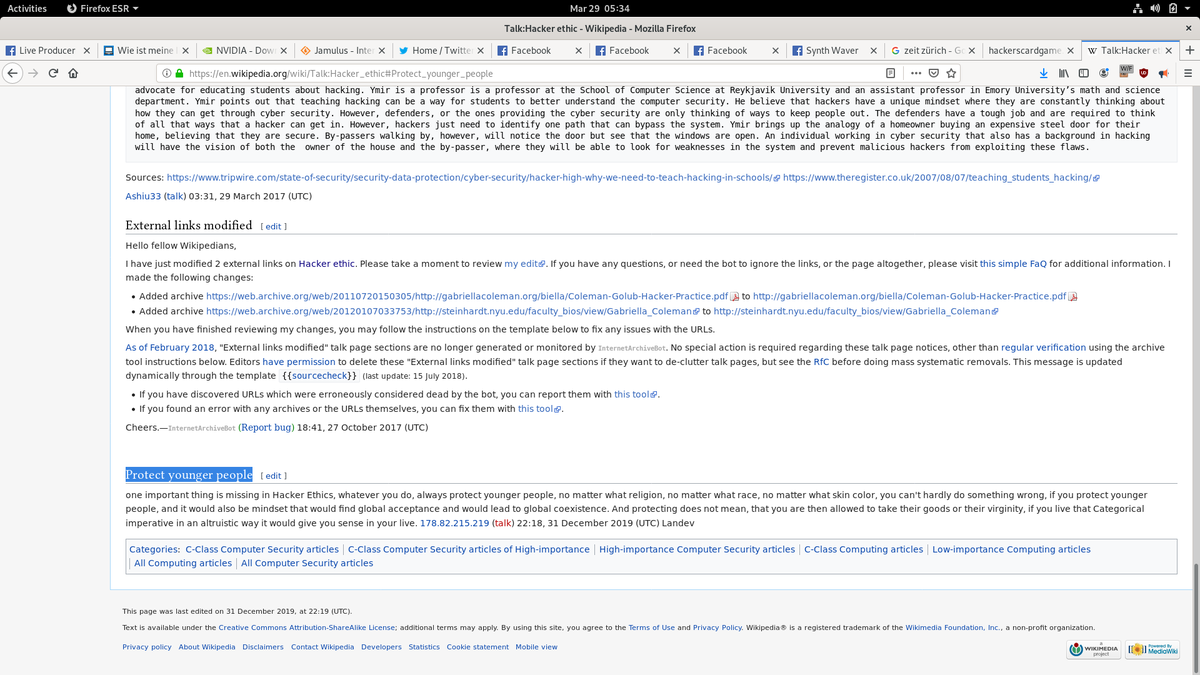 Activities Firefox ESR Mar 29 05:34
Talk:Hacker ethic - Wikipedia - Mozilla Firefox
Live Producer Wie ist meine NVIDIA - Dow Jamulus - Inter Home / Twitter Facebook Facebook Facebook Synth Wave zeit zürich - G hackerscardgame. Talk:Hacker et
https://en.wikipedia.org/wiki/Talk:Hacker_ethic#Protect_younger_people
advocate for educating students about hacking. Ymir is a professor is a professor at the School of Computer Science at Reykjavik University and an assistant professor in Emory University's math and science
department. Ymir points out that teaching hacking can be a way for students to better understand the computer security. He believe that hackers have a unique mindset where they are constantly thinking about
how they can get through cyber security. However, defenders, or the ones providing the cyber security are only thinking of ways to keep people out. The defenders have a tough job and are required to think
of all that ways that a hacker can get in. However, hackers just need to identify one path that can bypass the system. Ymir brings up the analogy of a homeowner buying an expensive steel door for their
home, believing that they are secure. By-passers walking by, however, will not notice the door but see that the windows are open. An individual working in cyber security that also has a background in hacking
will have the vision of both the owner of the house and the by-passer, where they will be able to look for weaknesses in the system and prevent malicious hackers from exploiting these flaws.
Sources: https://www.tripwire.com/state-of-security/security-data-protection/cyber-security/hacker-high-why-we-need-to-teach-hacking-in-schools/ https://www.theregister.co.uk/2007/08/07/teaching_students_hacking/
Ashiu33 (talk) 03:31, 29 March 2017 (UTC)
External links modified [ edit ]
Hello fellow Wikipedians,
I have just modified 2 external links on Hacker ethic. Please take a moment to review my edit. If you have any questions, or need the bot to ignore the links, or the page altogether, please visit this simple FaQ for additional information. I
made the following changes:
• Added archive https://web.archive.org/web/20110720150305/http://gabriellacoleman.org/biella/Coleman-Golub-Hacker-Practice.pdf to http://gabriellacoleman.org/biella/Coleman-Golub-Hacker-Practice.pdf
• Added archive https://web.archive.org/web/20120107033753/http://steinhardt.nyu.edu/faculty_bios/view/Gabriella_Coleman to http://steinhardt.nyu.edu/faculty_bios/view/Gabriella_Coleman
When you have finished reviewing my changes, you may follow the instructions on the template below to fix any issues with the URLs.
As of February 2018, "External links modified" talk page sections are no longer generated or monitored by InternetArchiveBot. No special action is required regarding these talk page notices, other than regular verification using the archive
tool instructions below. Editors have permission to delete these "External links modified" talk page sections if they want to de-clutter talk pages, but see the RfC before doing mass systematic removals. This message is updated
dynamically through the template {{sourcecheck}} (last update: 15 July 2018).
• If you have discovered URLs which were erroneously considered dead by the bot, you can report them with this tool.
• If you found an error with any archives or the URLs themselves, you can fix them with this tool.
Cheers.—InternetArchiveBot (Report bug) 18:41, 27 October 2017 (UTC)
Protect younger people [ edit ]
one important thing is missing in Hacker Ethics, whatever you do, always protect younger people, no matter what religion, no matter what race, no matter what skin color, you can't hardly do something wrong, if you protect younger
people, and it would also be mindset that would find global acceptance and would lead to global coexistence. And protecting does not mean, that you are then allowed to take their goods or their virginity, if you live that Categorical
imperative in an altruistic way it would give you sense in your live. 178.82.215.219 (talk) 22:18, 31 December 2019 (UTC) Landev
Categories: C-Class Computer Security articles | C-Class Computer Security articles of High-importance | High-importance Computer Security articles | C-Class Computing articles | Low-importance Computing articles
| All Computing articles | All Computer Security articles
This page was last edited on 31 December 2019, at 22:19 (UTC).
Text is available under the Creative Commons Attribution-ShareAlike License; additional terms may apply. By using this site, you agree to the Terms of Use and Privacy Policy. Wikipedia® is a registered trademark of the Wikimedia Foundation, Inc., a non-profit organization.
Privacy policy About Wikipedia Disclaimers Contact Wikipedia Developers Statistics Cookie statement Mobile view
A WIKIMEDIA project Powered By MediaWiki